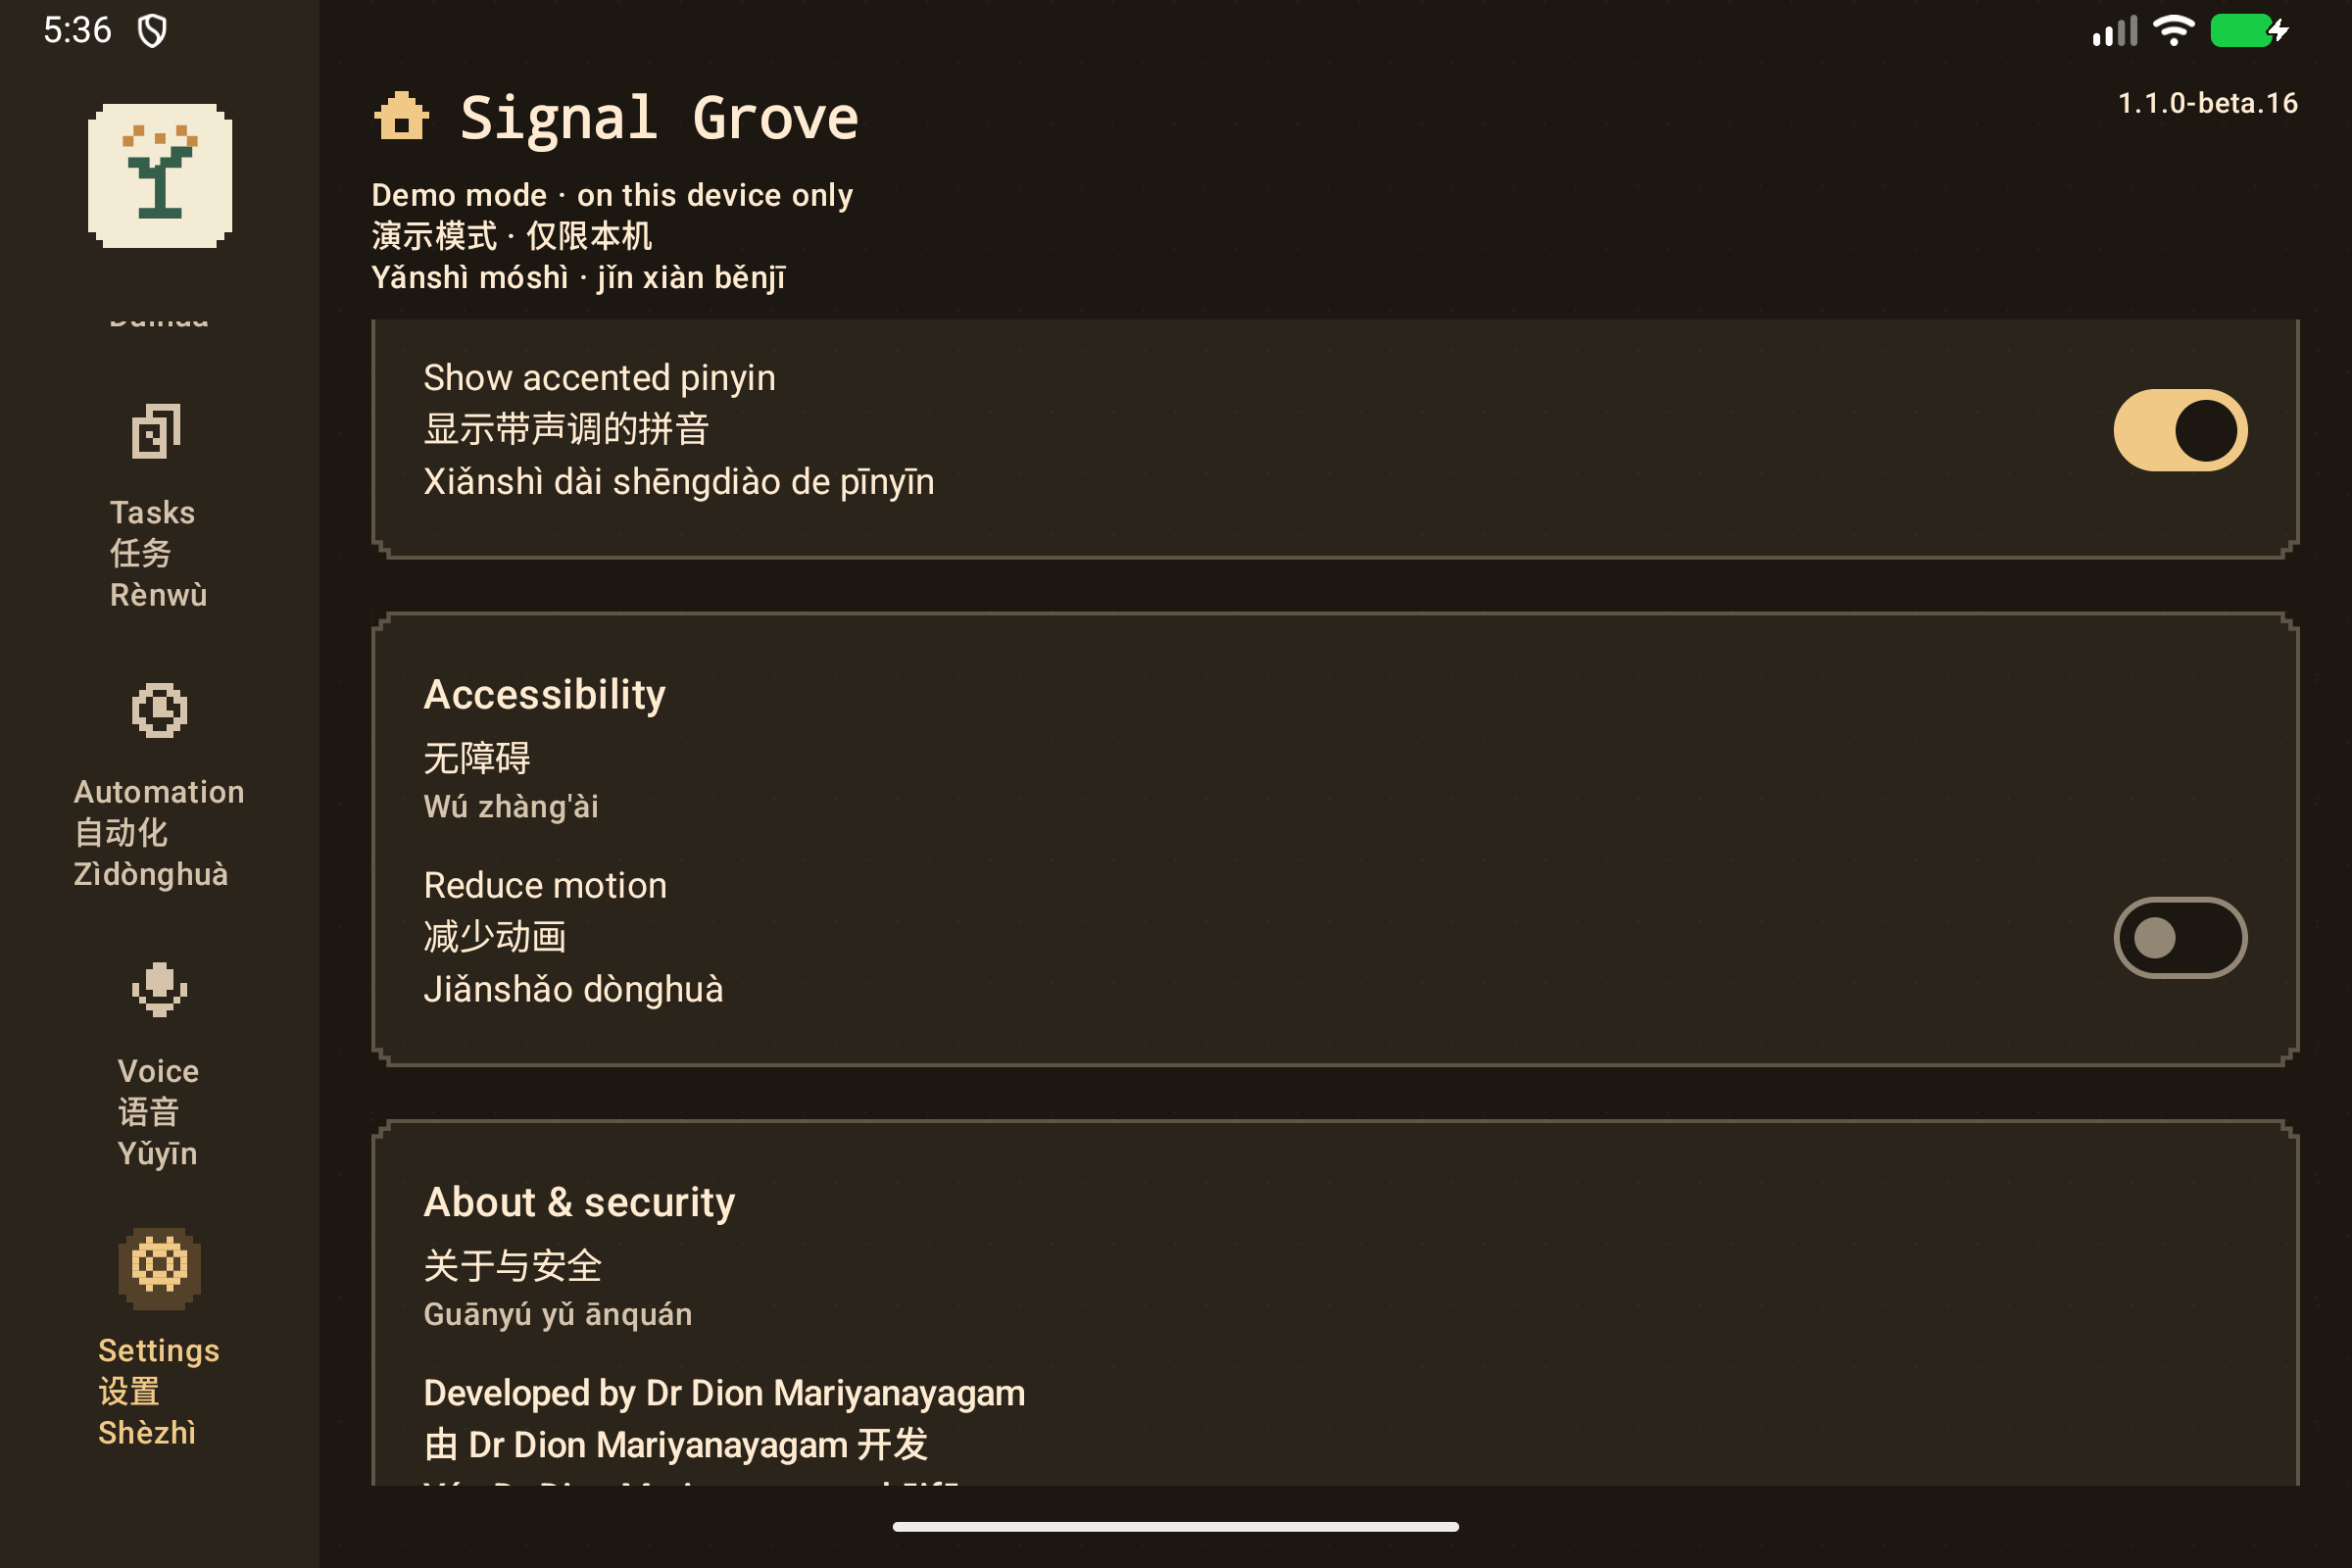 5:36
Signal Grove
1.1.0-beta.16
Demo mode · on this device only
演示模式 · 仅限本机
Yǎnshì móshì · jǐn xiàn běnjī
Tasks
任务
Rènwù
Automation
自动化
Zìdònghuà
Voice
语音
Yǔyīn
Settings
设置
Shèzhì
Show accented pinyin
显示带声调的拼音
Xiǎnshì dài shēngdiào de pīnyīn
Accessibility
无障碍
Wú zhàng'ài
Reduce motion
减少动画
Jiǎnshǎo dònghuà
About & security
关于与安全
Guānyú yǔ ānquán
Developed by Dr Dion Mariyanayagam
由 Dr Dion Mariyanayagam 开发